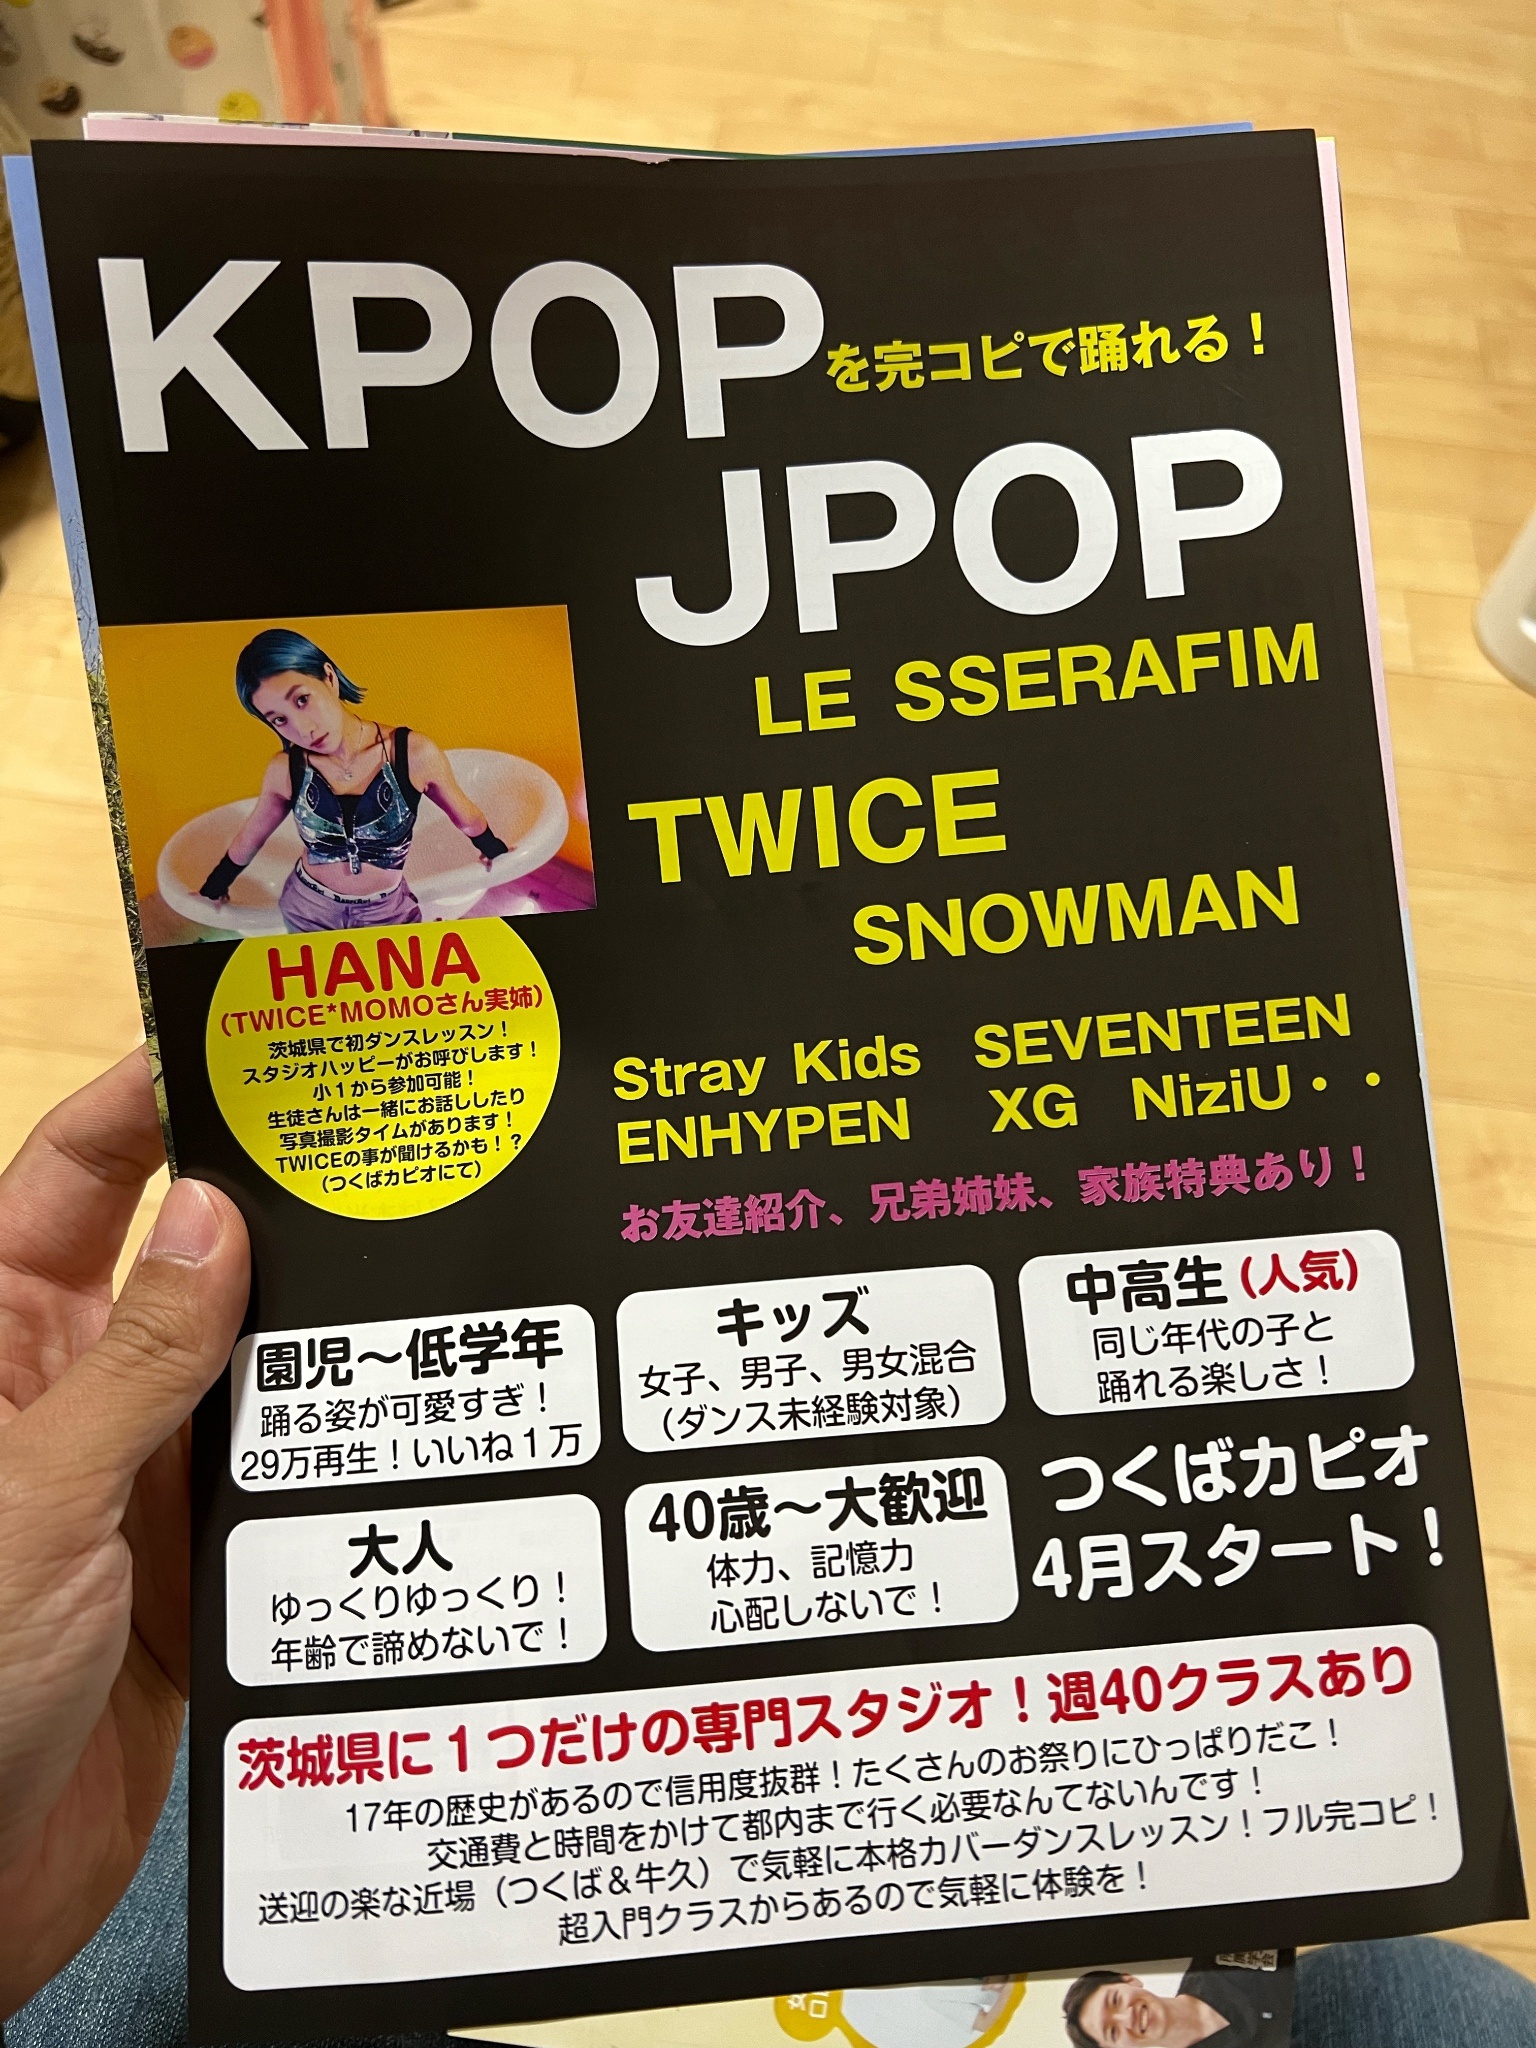 KPOPを完コピで踊れる！
JPOP
LE SSERAFIM
TWICE
SNOWMAN
Stray Kids SEVENTEEN
ENHYPEN XG NiziU・・
お友達紹介、兄弟姉妹、家族特典あり！
HANA
（TWICE*MOMOさん実姉）
茨城県で初ダンスレッスン！
スタジオハッピーがお呼びします！
小１から参加可能！
生徒さんは一緒にお話ししたり
写真撮影タイムがあります！
TWICEの事が聞けるかも！？
（つくばカピオにて）
園児〜低学年
踊る姿が可愛すぎ！
29万再生！いいね１万
キッズ
女子、男子、男女混合
（ダンス未経験対象）
中高生（人気）
同じ年代の子と
踊れる楽しさ！
大人
ゆっくりゆっくり！
年齢で諦めないで！
40歳〜大歓迎
体力、記憶力
心配しないで！
つくばカピオ
4月スタート！
茨城県に１つだけの専門スタジオ！週40クラスあり
17年の歴史があるので信用度抜群！たくさんのお祭りにひっぱりだこ！
交通費と時間をかけて都内まで行く必要なんてないんです！
送迎の楽な近場（つくば＆牛久）で気軽に本格カバーダンスレッスン！フル完コピ！
超入門クラスからあるので気軽に体験を！